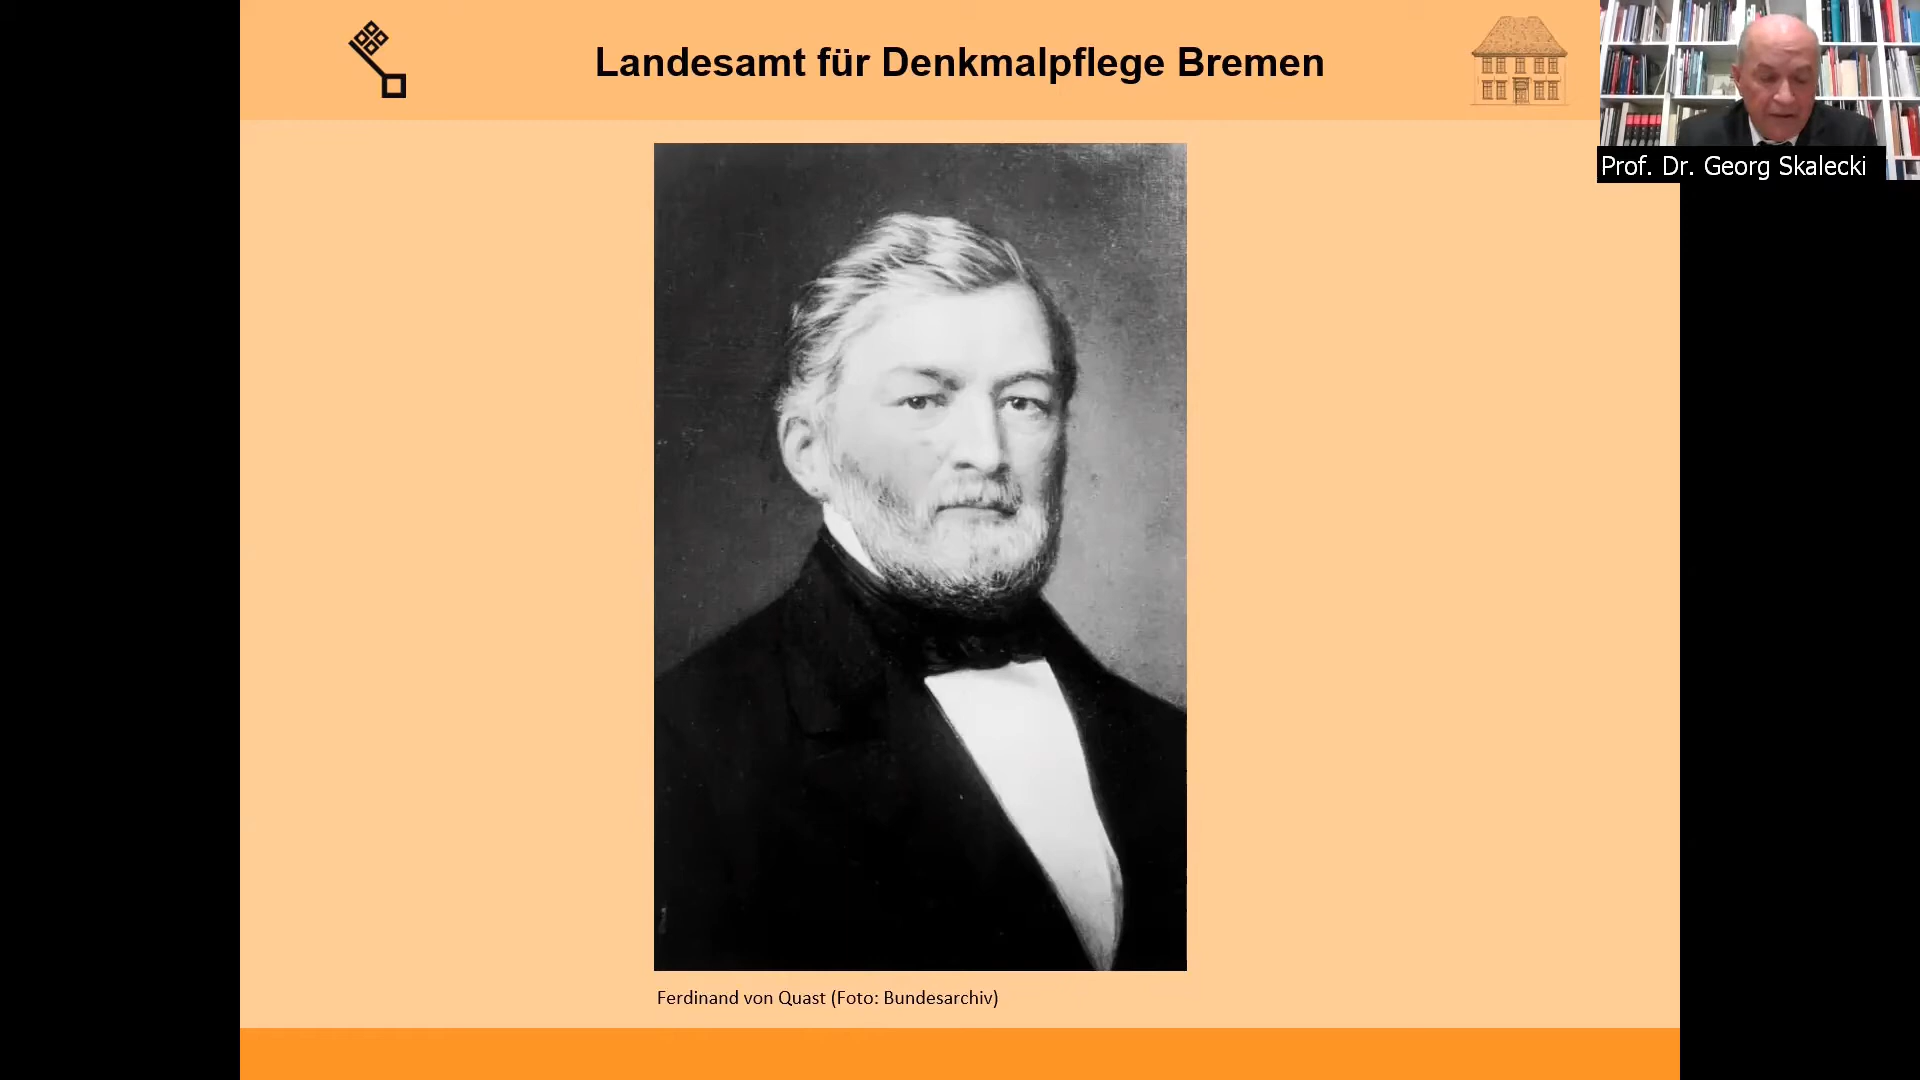 Landesamt für Denkmalpflege Bremen
Prof. Dr. Georg Skalecki
Ferdinand von Quast (Foto: Bundesarchiv)